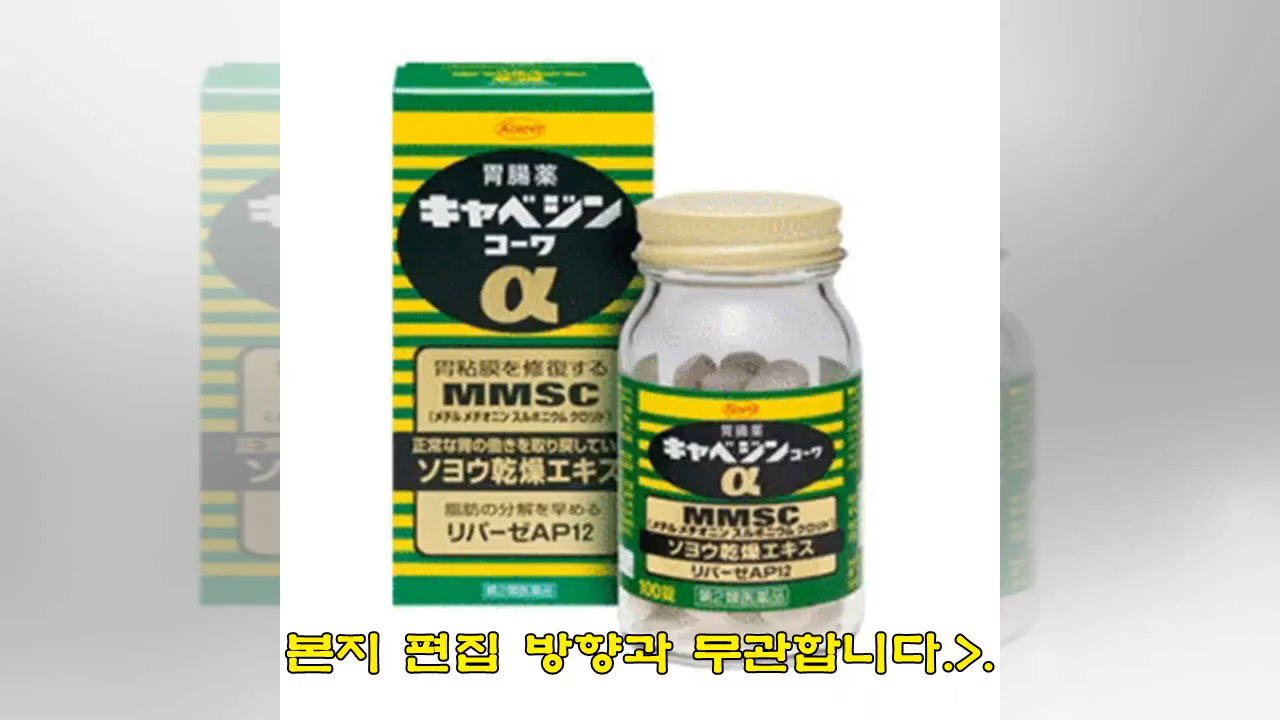 Kowa
胃腸薬
キャベジン
コーワ
α
胃粘膜を修復する
MMSC
(メチルメチオニンスルホニウムクロリド)
正常な胃の働きを取り戻してい
ソヨウ乾燥エキス
脂肪の分解を早める
リパーゼAP12
第2類医薬品
Kowa
胃腸薬
キャベジンコーワ
α
MMSC
(メチルメチオニンスルホニウムクロリド)
ソヨウ乾燥エキス
リパーゼAP12
100錠
第2類医薬品
본지 편집 방향과 무관합니다.>.